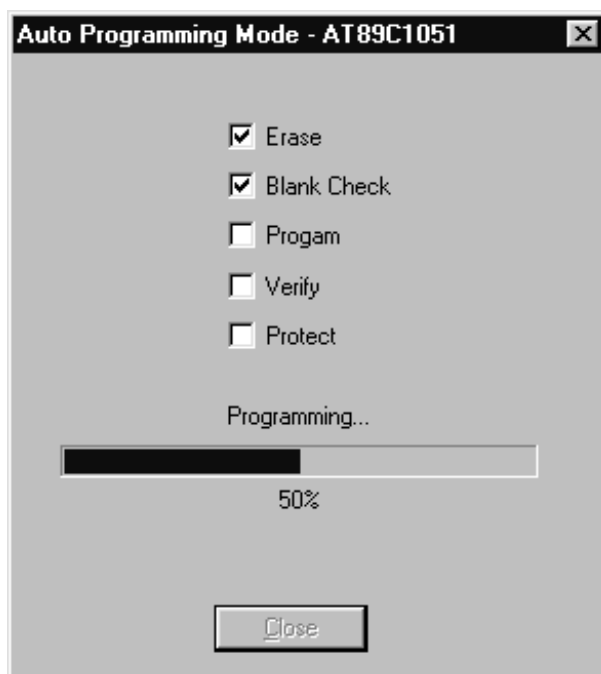 Auto Programming Mode - AT89C1051
Erase
Blank Check
Progam
Verify
Protect
Programming...
50%
Close